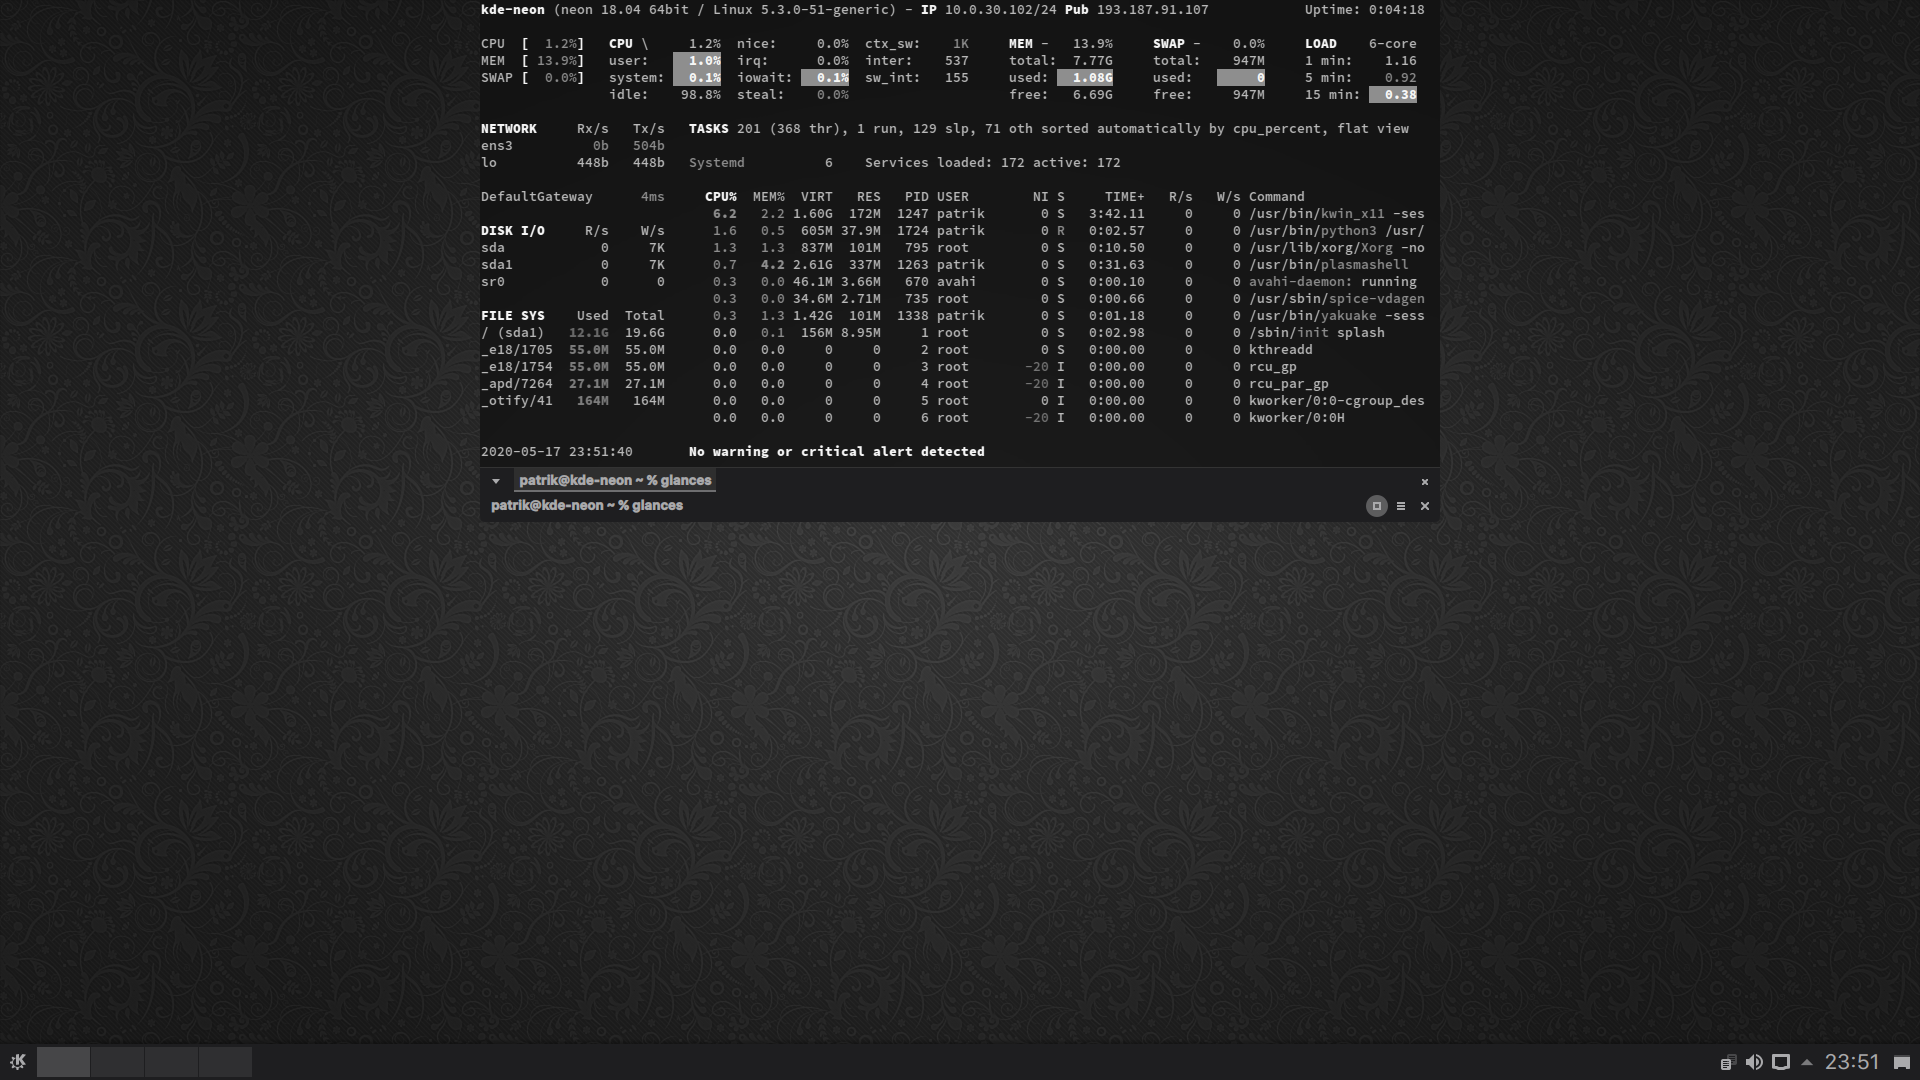 kde-neon (neon 18.04 64bit / Linux 5.3.0-51-generic) - IP 10.0.30.102/24 Pub 193.187.91.107 Uptime: 0:04:18
CPU [ 1.2%] CPU \ 1.2% nice: 0.0% ctx_sw: 1K MEM - 13.9% SWAP - 0.0% LOAD 6-core
MEM [ 13.9%] user: 1.0% irq: 0.0% inter: 537 total: 7.77G total: 947M 1 min: 1.16
SWAP [ 0.0%] system: 0.1% iowait: 0.1% sw_int: 155 used: 1.08G used: 0 5 min: 0.92
idle: 98.8% steal: 0.0% free: 6.69G free: 947M 15 min: 0.38
NETWORK Rx/s Tx/s TASKS 201 (368 thr), 1 run, 129 slp, 71 oth sorted automatically by cpu_percent, flat view
ens3 0b 504b
lo 448b 448b Systemd 6 Services loaded: 172 active: 172
DefaultGateway 4ms CPU% MEM% VIRT RES PID USER NI S TIME+ R/s W/s Command
6.2 2.2 1.60G 172M 1247 patrik 0 S 3:42.11 0 0 /usr/bin/kwin_x11 -ses
DISK I/O R/s W/s 1.6 0.5 605M 37.9M 1724 patrik 0 R 0:02.57 0 0 /usr/bin/python3 /usr/
sda 0 7K 1.3 1.3 837M 101M 795 root 0 S 0:10.50 0 0 /usr/lib/xorg/Xorg -no
sda1 0 7K 0.7 4.2 2.61G 337M 1263 patrik 0 S 0:31.63 0 0 /usr/bin/plasmashell
sr0 0 0 0.3 0.0 46.1M 3.66M 670 avahi 0 S 0:00.10 0 0 avahi-daemon: running
0.3 0.0 34.6M 2.71M 735 root 0 S 0:00.66 0 0 /usr/sbin/spice-vdagen
FILE SYS Used Total 0.3 1.3 1.42G 101M 1338 patrik 0 S 0:01.18 0 0 /usr/bin/yakuake -sess
/ (sda1) 12.1G 19.6G 0.0 0.1 156M 8.95M 1 root 0 S 0:02.98 0 0 /sbin/init splash
_e18/1705 55.0M 55.0M 0.0 0.0 0 0 2 root 0 S 0:00.00 0 0 kthreadd
_e18/1754 55.0M 55.0M 0.0 0.0 0 0 3 root -20 I 0:00.00 0 0 rcu_gp
_apd/7264 27.1M 27.1M 0.0 0.0 0 0 4 root -20 I 0:00.00 0 0 rcu_par_gp
_otify/41 164M 164M 0.0 0.0 0 0 5 root 0 I 0:00.00 0 0 kworker/0:0-cgroup_des
0.0 0.0 0 0 6 root -20 I 0:00.00 0 0 kworker/0:0H
2020-05-17 23:51:40 No warning or critical alert detected
patrik@kde-neon ~ % glances
patrik@kde-neon ~ % glances
23:51